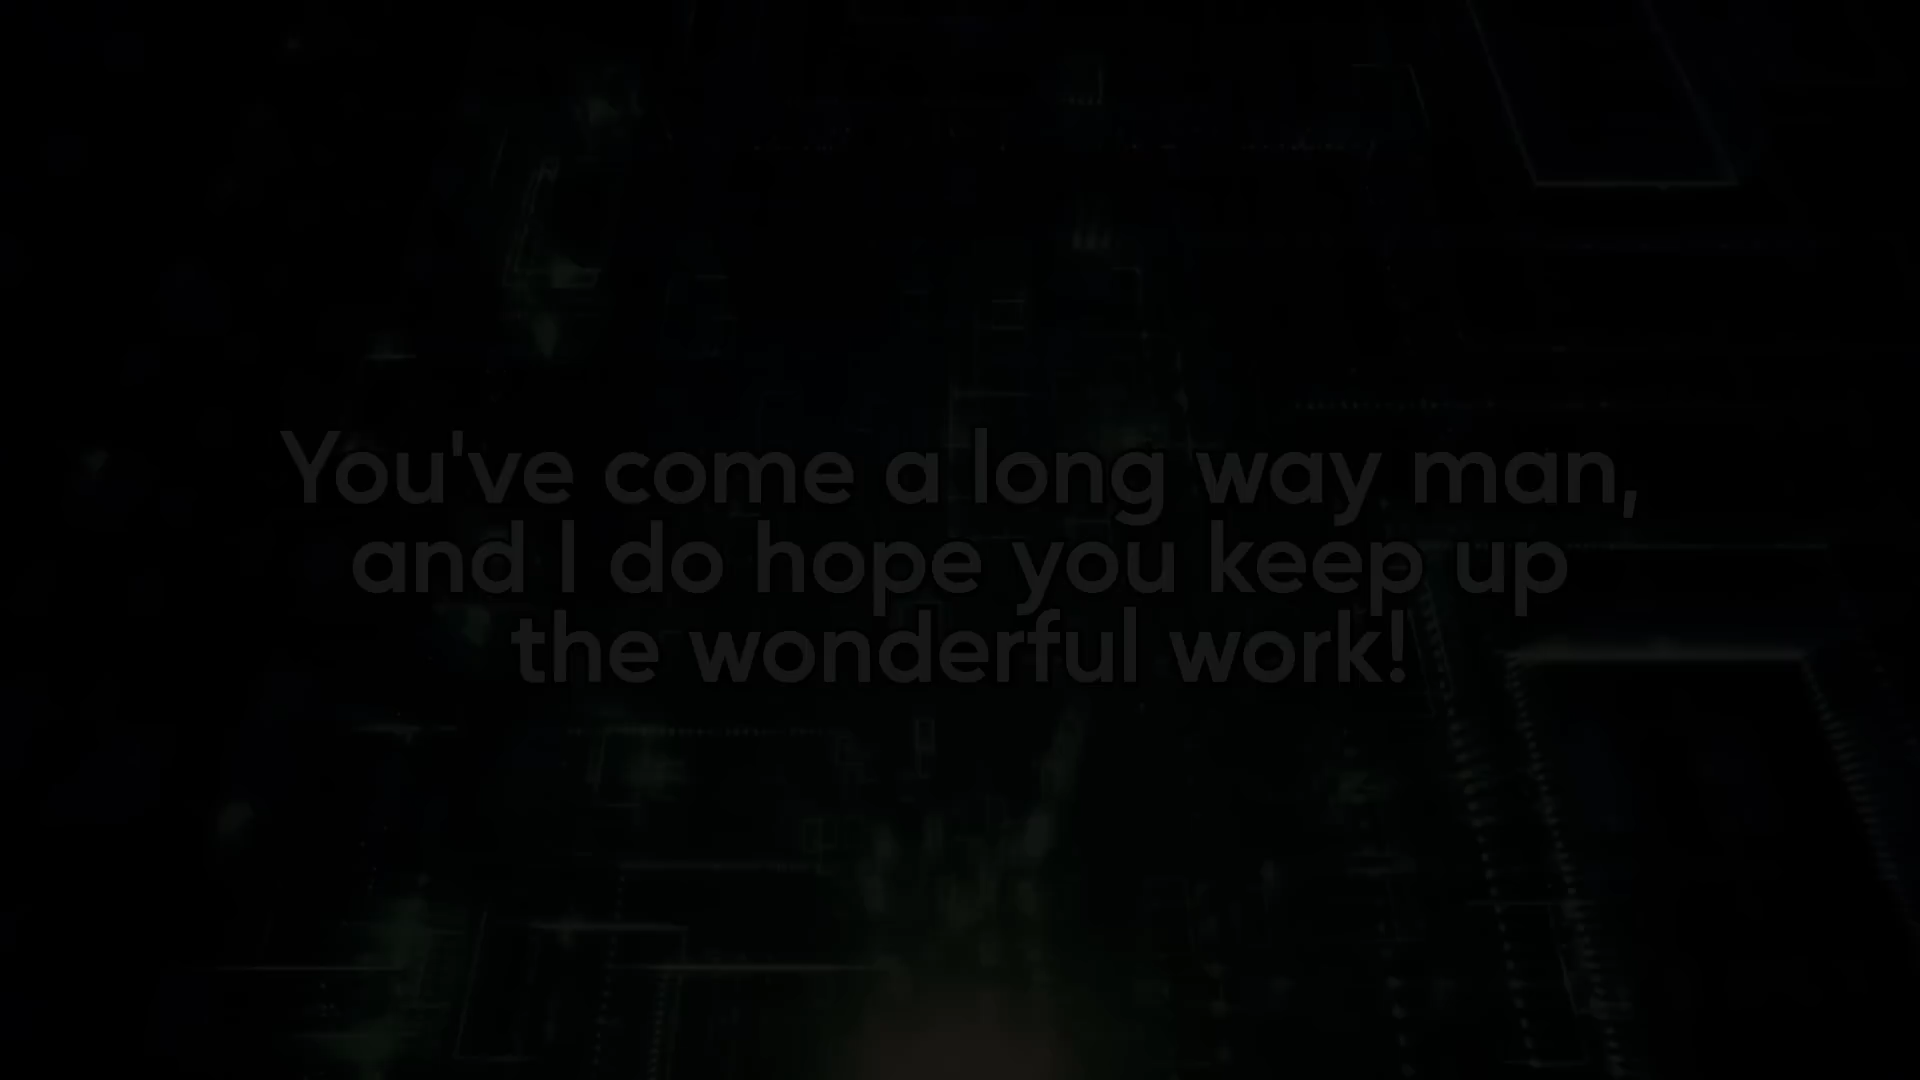 You've come a long way man,
and I do hope you keep up
the wonderful work!